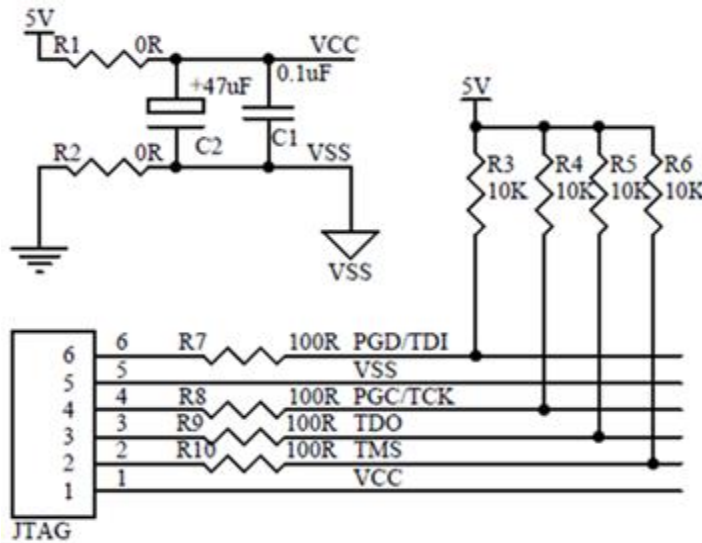 5V
R1 0R VCC
+47uF 0.1uF
C2 C1
R2 0R VSS
VSS
5V
R3 R4 R5 R6
10K 10K 10K 10K
6 6 R7 100R PGD/TDI
5 5 VSS
4 4 R8 100R PGC/TCK
3 3 R9 100R TDO
2 2 R10 100R TMS
1 1 VCC
JTAG